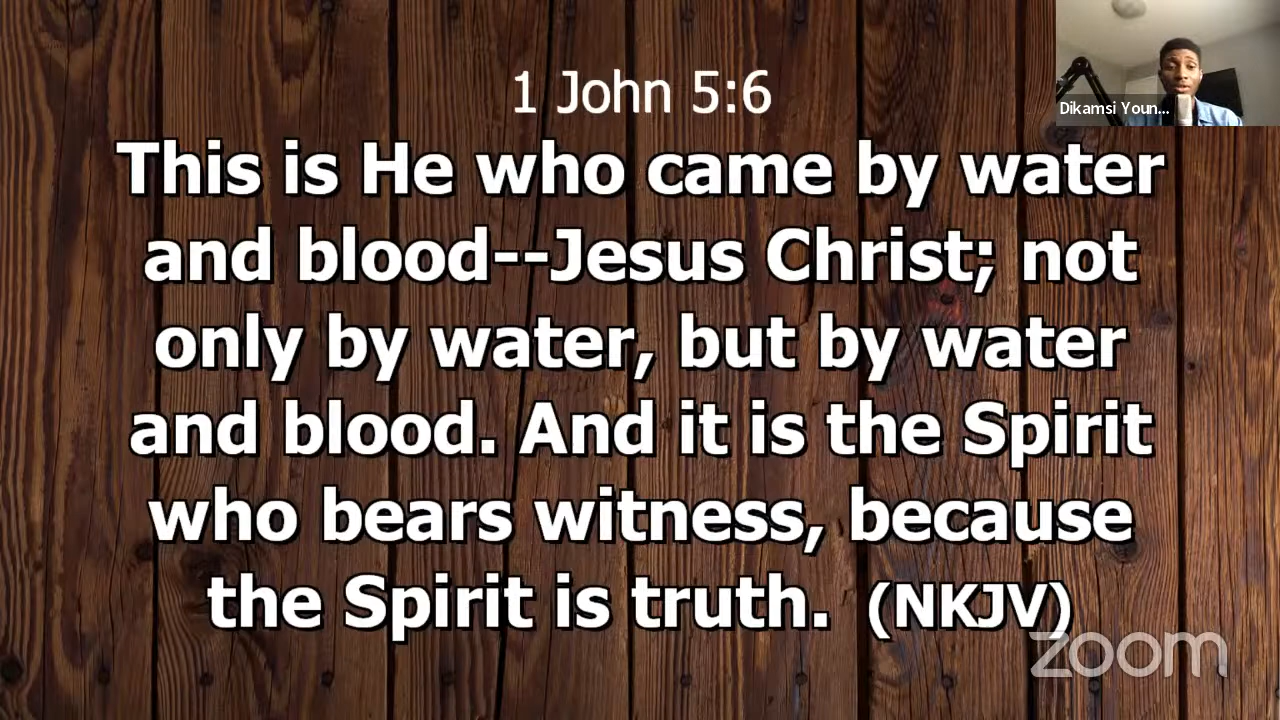 1 John 5:6
This is He who came by water
and blood--Jesus Christ; not
only by water, but by water
and blood. And it is the Spirit
who bears witness, because
the Spirit is truth. (NKJV)
Dikamsi Youn...
zoom